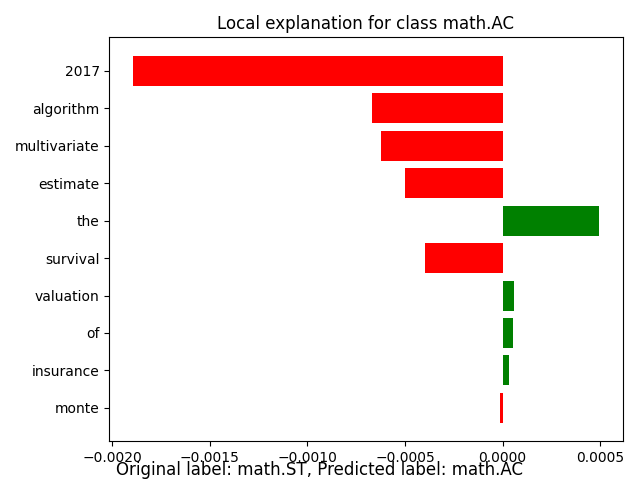 Local explanation for class math.AC
2017
algorithm
multivariate
estimate
the
survival
valuation
of
insurance
monte
−0.0020 −0.0015 −0.0010 −0.0005 0.0000 0.0005
Original label: math.ST, Predicted label: math.AC